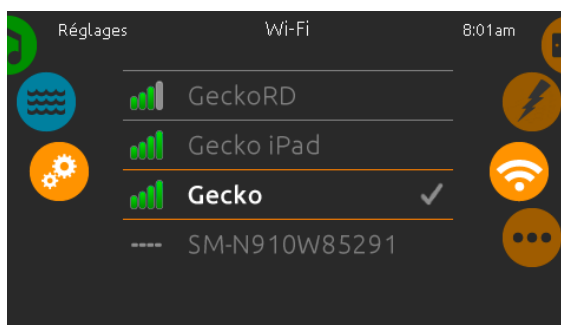 Réglages Wi-Fi 8:01am
GeckoRD
Gecko iPad
Gecko
---- SM-N910W85291